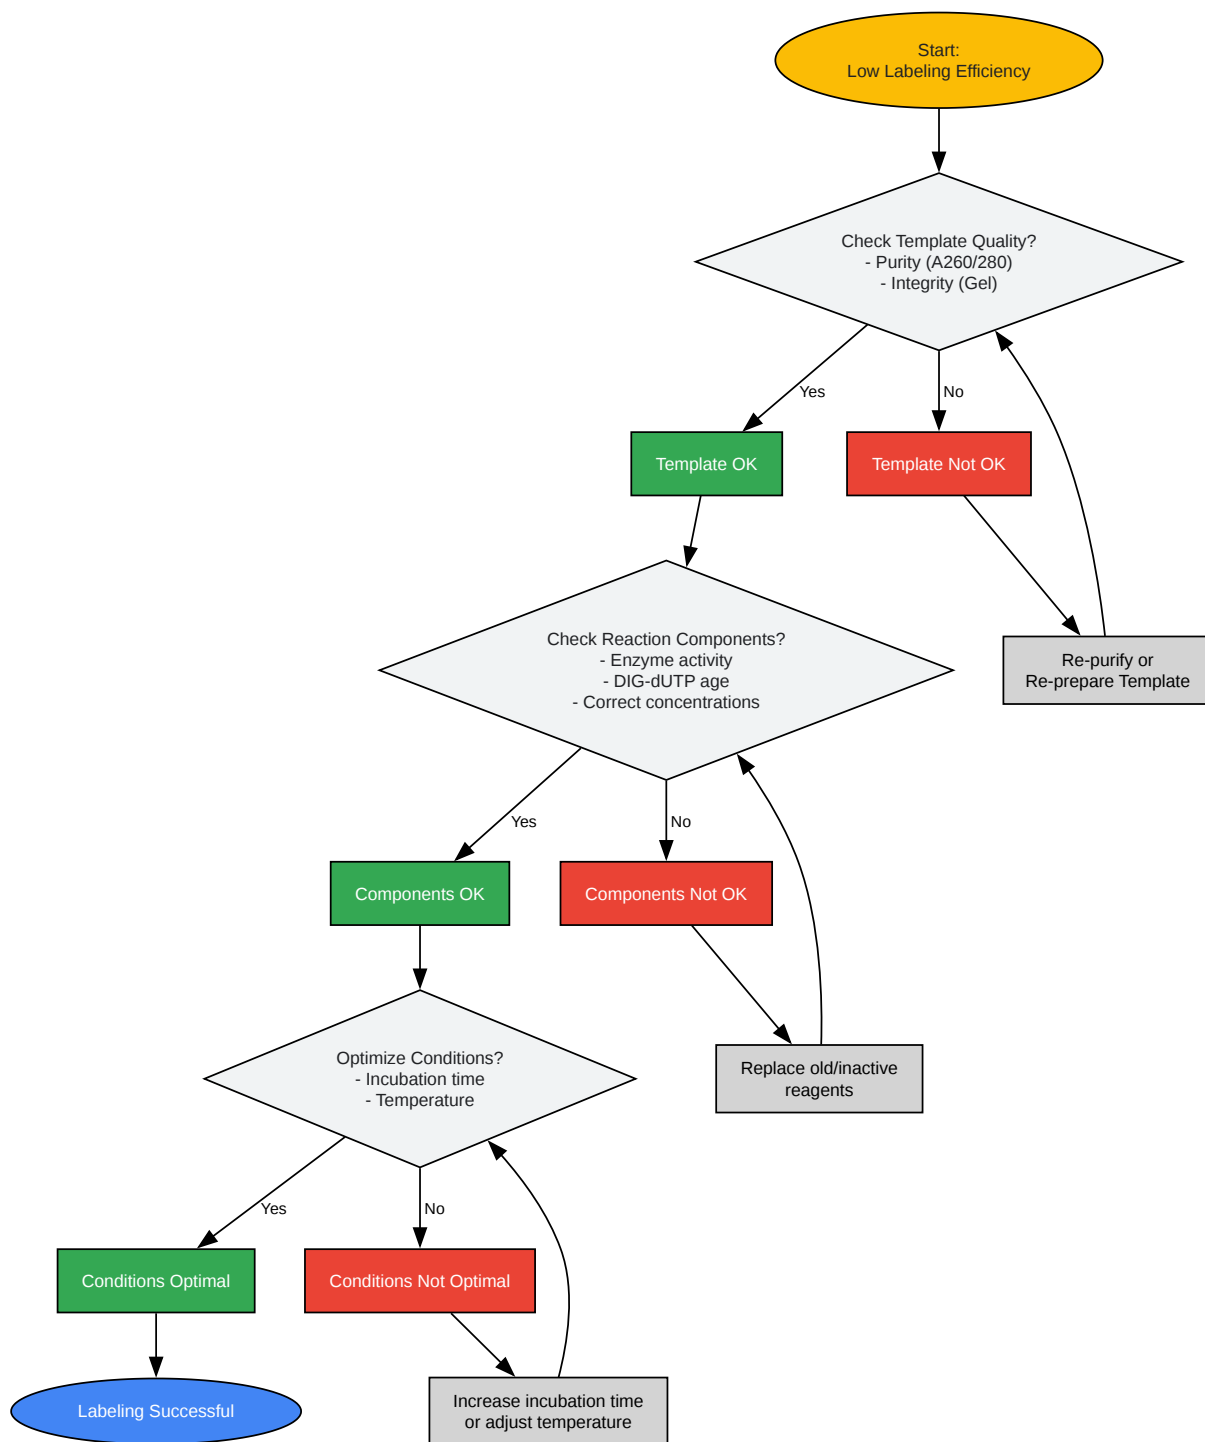 Start:
Low Labeling Efficiency
Check Template Quality?
- Purity (A260/280)
- Integrity (Gel)
Yes
No
Template OK
Template Not OK
Check Reaction Components?
- Enzyme activity
- DIG-dUTP age
- Correct concentrations
Re-purify or
Re-prepare Template
Yes
No
Components OK
Components Not OK
Optimize Conditions?
- Incubation time
- Temperature
Replace old/inactive
reagents
Yes
No
Conditions Optimal
Conditions Not Optimal
Labeling Successful
Increase incubation time
or adjust temperature